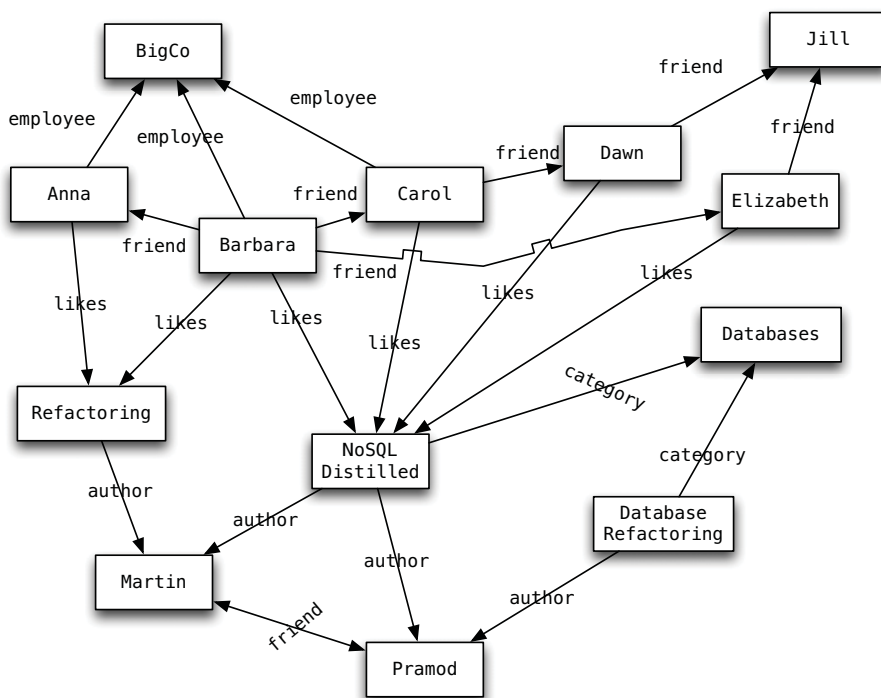 Jill
BigCo
friend
employee
employee
employee
friend
friend
Dawn
Anna
friend
Carol
Elizabeth
friend
Barbara
friend
likes
likes
likes
likes
likes
likes
Databases
category
Refactoring
NoSQL
Distilled
category
author
author
Database
Refactoring
author
Martin
author
friend
Pramod